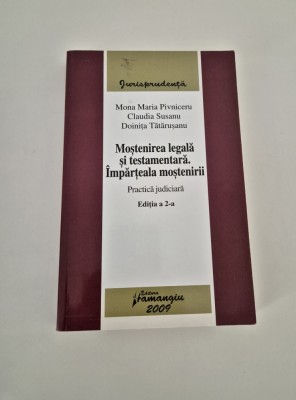 Jurisprudență
Mona Maria Pivniceru
Claudia Susanu
Doinița Tătărușanu
Moștenirea legală
și testamentară.
Împărțeala moștenirii
Practică judiciară
Ediția a 2-a
Editura
Hamangiu
2009